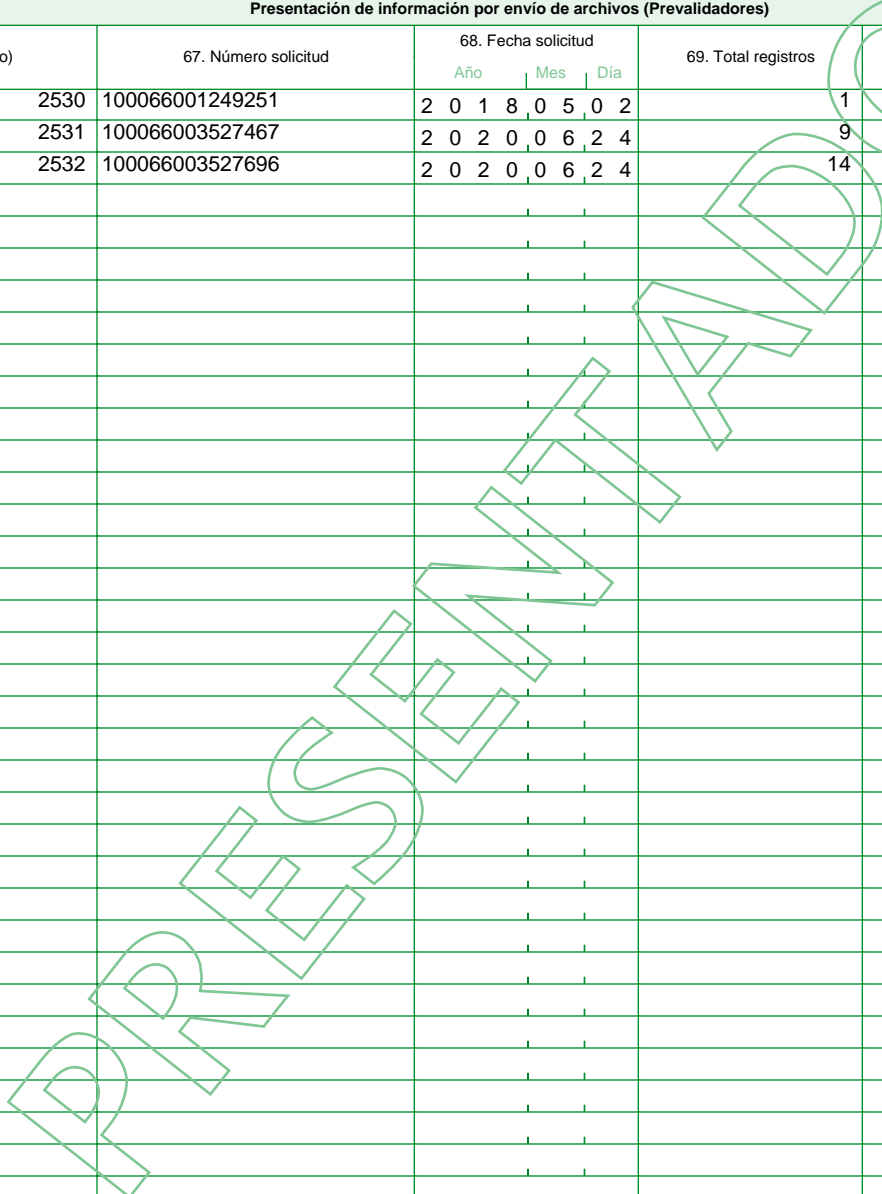 Presentación de información por envío de archivos (Prevalidadores)
o) 67. Número solicitud 68. Fecha solicitud 69. Total registros
Año Mes Día
2530 100066001249251 2 0 1 8 0 5 0 2 1
2531 100066003527467 2 0 2 0 0 6 2 4 9
2532 100066003527696 2 0 2 0 0 6 2 4 14
PRESENTADO